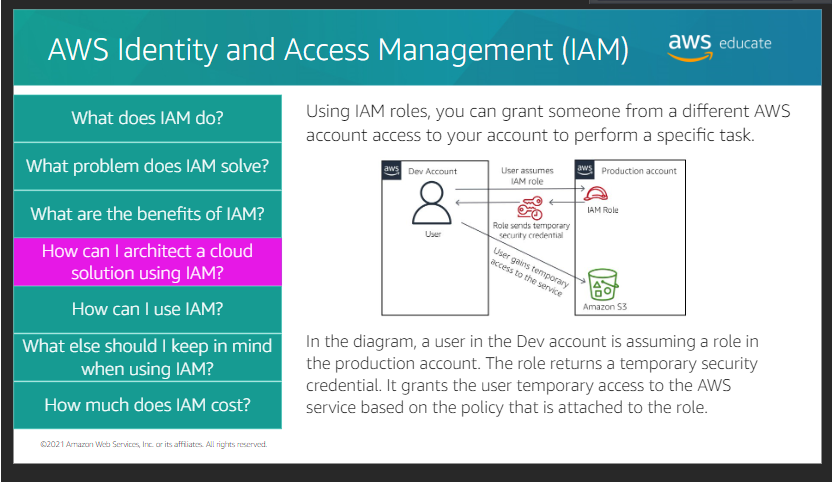 AWS Identity and Access Management (IAM)
aws educate
What does IAM do?
What problem does IAM solve?
What are the benefits of IAM?
How can I architect a cloud
solution using IAM?
How can I use IAM?
What else should I keep in mind
when using IAM?
How much does IAM cost?
©2021 Amazon Web Services, Inc. or its affiliates. All rights reserved.
Using IAM roles, you can grant someone from a different AWS
account access to your account to perform a specific task.
aws Dev Account
User assumes
IAM role
aws Production account
User
Role sends temporary
security credential
IAM Role
User gains temporary
access to the service
Amazon S3
In the diagram, a user in the Dev account is assuming a role in
the production account. The role returns a temporary security
credential. It grants the user temporary access to the AWS
service based on the policy that is attached to the role.